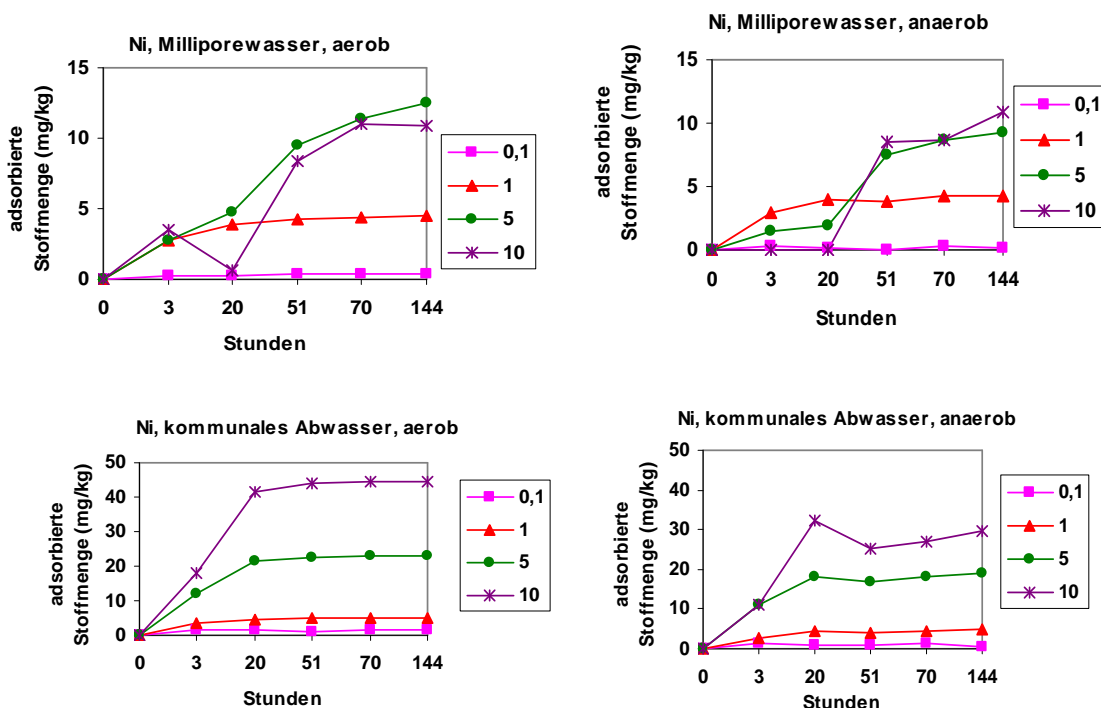 Ni, Milliporewasser, aerob
adsorbierte
Stoffmenge (mg/kg)
15
10
5
0
0 3 20 51 70 144
Stunden
0,1
1
5
10
Ni, Milliporewasser, anaerob
adsorbierte
Stoffmenge (mg/kg)
15
10
5
0
0 3 20 51 70 144
Stunden
0,1
1
5
10
Ni, kommunales Abwasser, aerob
adsorbierte
Stoffmenge (mg/kg)
50
40
30
20
10
0
0 3 20 51 70 144
Stunden
0,1
1
5
10
Ni, kommunales Abwasser, anaerob
adsorbierte
Stoffmenge (mg/kg)
50
40
30
20
10
0
0 3 20 51 70 144
Stunden
0,1
1
5
10